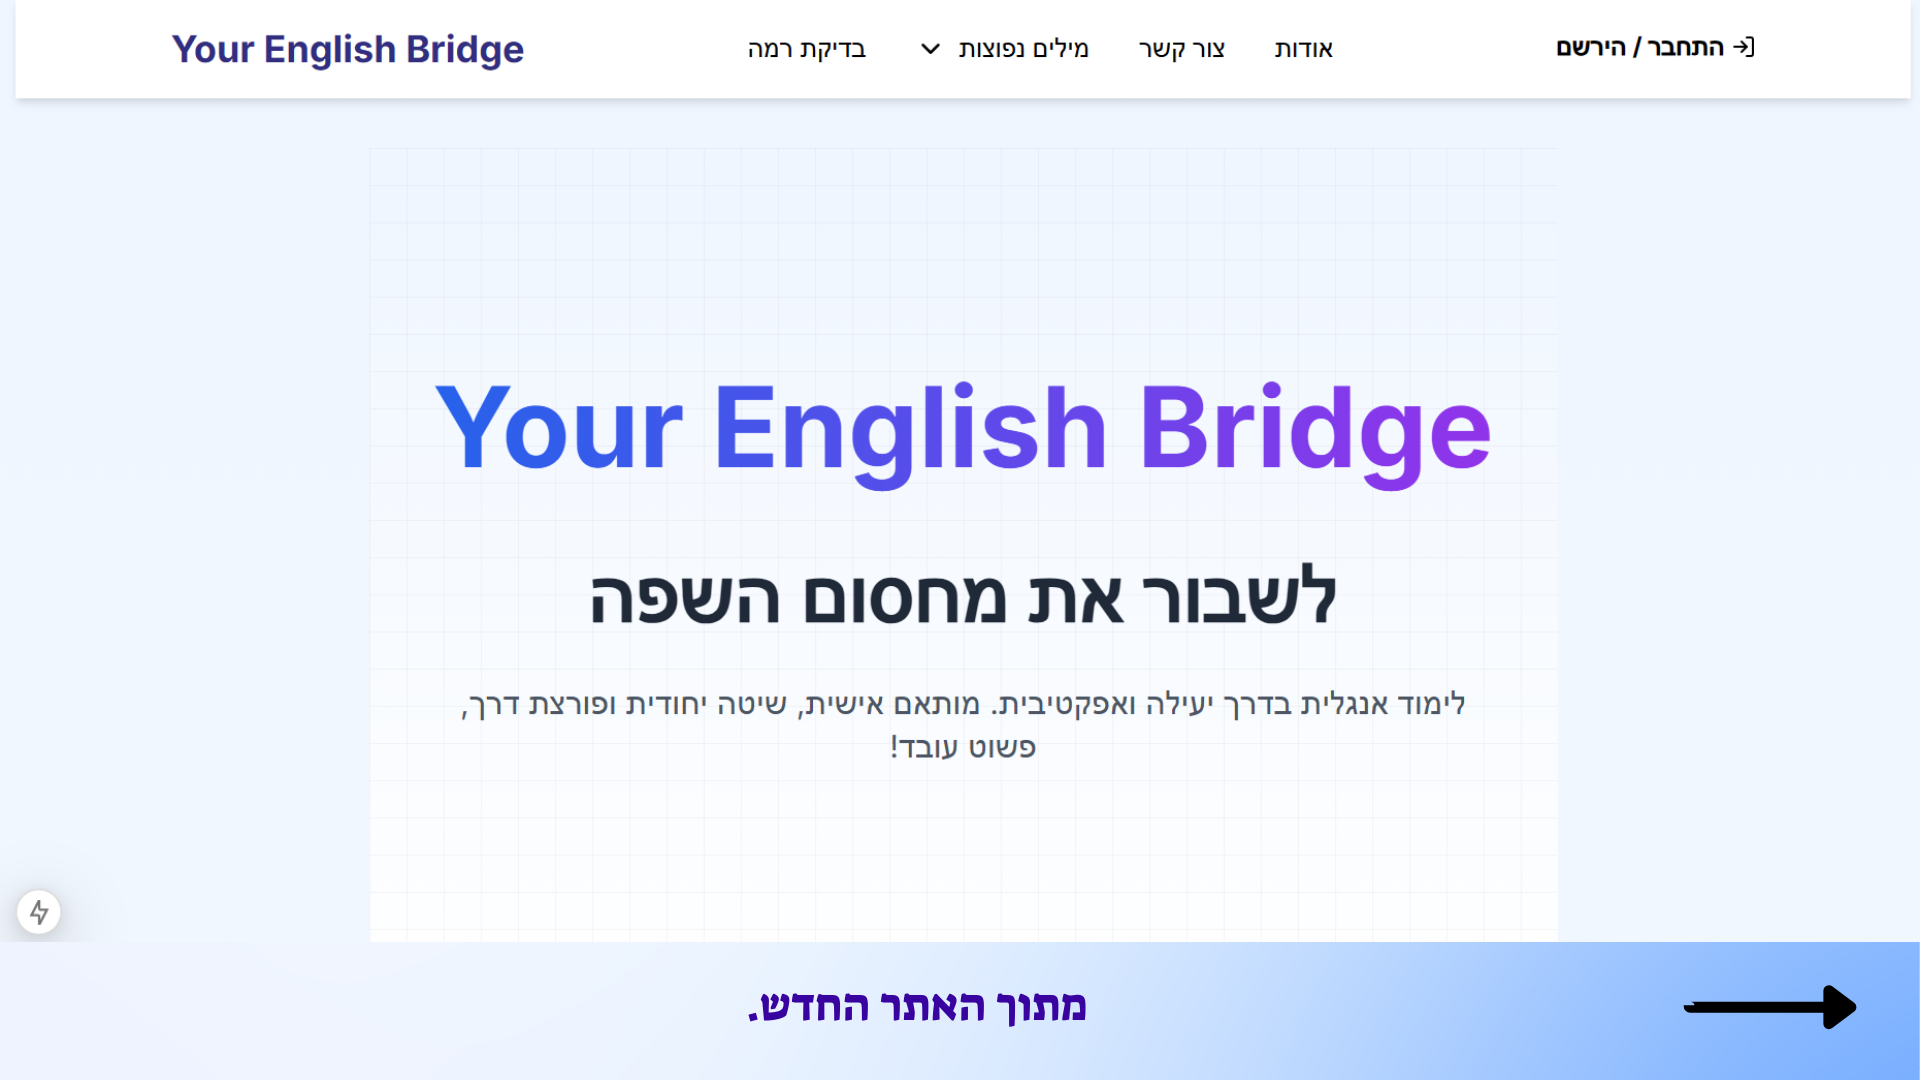 Your English Bridge
התחבר / הירשם
אודות
צור קשר
מילים נפוצות
בדיקת רמה
Your English Bridge
לשבור את מחסום השפה
לימוד אנגלית בדרך יעילה ואפקטיבית. מותאם אישית, שיטה יחודית ופורצת דרך,
פשוט עובד!
מתוך האתר החדש.